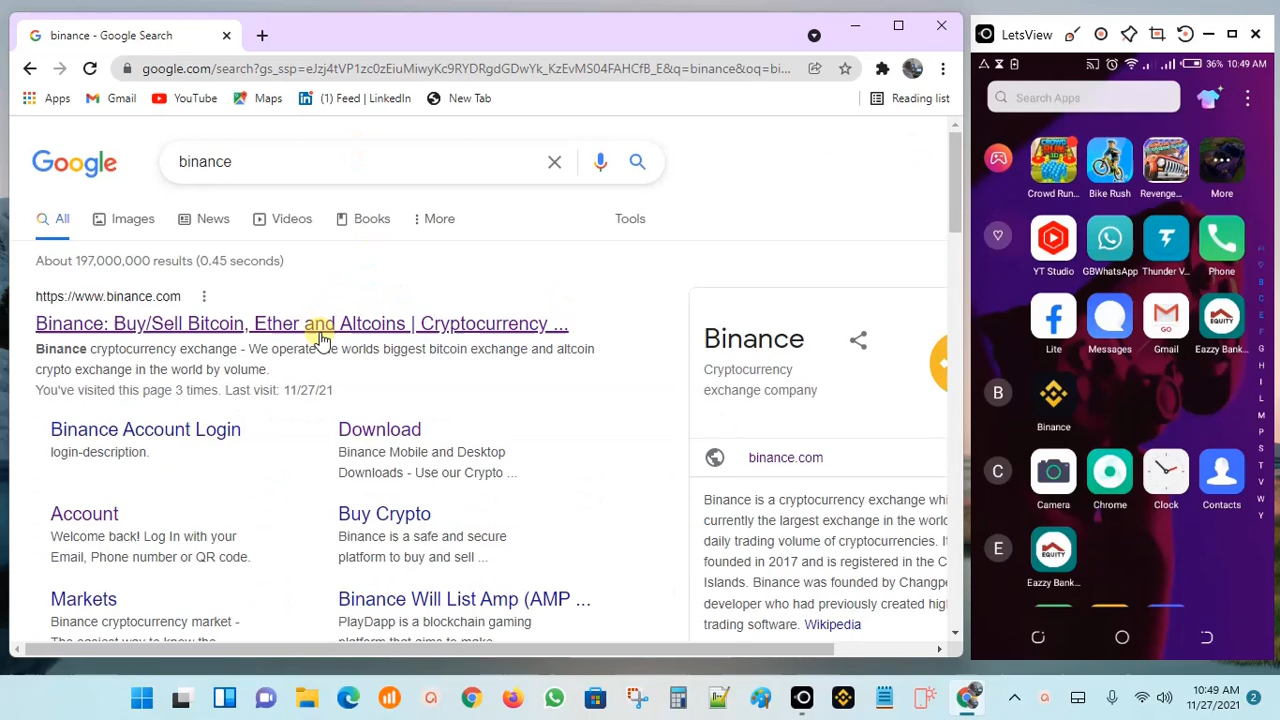 binance - Google Search
google.com/search?gs_ssp=eJzj4tVP1zc0zEiuMiwvKc9RYDRgdGDwYk_KzEvMS04FAHCfB_E&q=binance&oq=bi...
Apps
Gmail
YouTube
Maps
(1) Feed | LinkedIn
New Tab
Reading list
Google
binance
All
Images
News
Videos
Books
More
Tools
About 197,000,000 results (0.45 seconds)
https://www.binance.com
Binance: Buy/Sell Bitcoin, Ether and Altcoins | Cryptocurrency ...
Binance cryptocurrency exchange - We operate the worlds biggest bitcoin exchange and altcoin
crypto exchange in the world by volume.
You've visited this page 3 times. Last visit: 11/27/21
Binance Account Login
login-description.
Download
Binance Mobile and Desktop
Downloads - Use our Crypto ...
Account
Welcome back! Log In with your
Email, Phone number or QR code.
Buy Crypto
Binance is a safe and secure
platform to buy and sell ...
Markets
Binance cryptocurrency market -
Binance Will List Amp (AMP ...
PlayDapp is a blockchain gaming
Binance
Cryptocurrency
exchange company
binance.com
Binance is a cryptocurrency exchange whi
currently the largest exchange in the worl
daily trading volume of cryptocurrencies. It
founded in 2017 and is registered in the C
Islands. Binance was founded by Changpe
developer who had previously created hig
trading software. Wikipedia
LetsView
36% 10:49 AM
Search Apps
Crowd Run...
Bike Rush
Revenge...
More
YT Studio
GBWhatsApp
Thunder V...
Phone
Lite
Messages
GO
Gmail
EQUITY
Eazzy Bank...
B
Binance
C
Camera
Chrome
Clock
Contacts
E
EQUITY
Eazzy Bank...
10:49 AM
11/27/2021
2